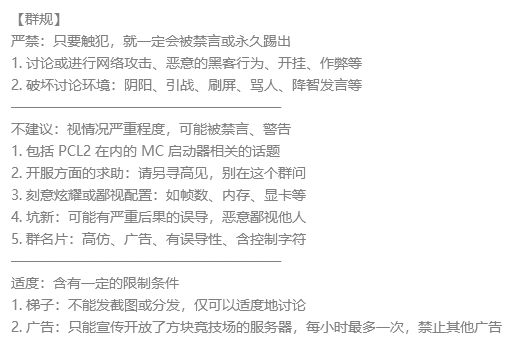 【群规】
严禁：只要触犯，就一定会被禁言或永久踢出
1. 讨论或进行网络攻击、恶意的黑客行为、开挂、作弊等
2. 破坏讨论环境：阴阳、引战、刷屏、骂人、降智发言等
不建议：视情况严重程度，可能被禁言、警告
1. 包括 PCL2 在内的 MC 启动器相关的话题
2. 开服方面的求助：请另寻高见，别在这个群问
3. 刻意炫耀或鄙视配置：如帧数、内存、显卡等
4. 坑新：可能有严重后果的误导，恶意鄙视他人
5. 群名片：高仿、广告、有误导性、含控制字符
适度：含有一定的限制条件
1. 梯子：不能发截图或分发，仅可以适度地讨论
2. 广告：只能宣传开放了方块竞技场的服务器，每小时最多一次，禁止其他广告